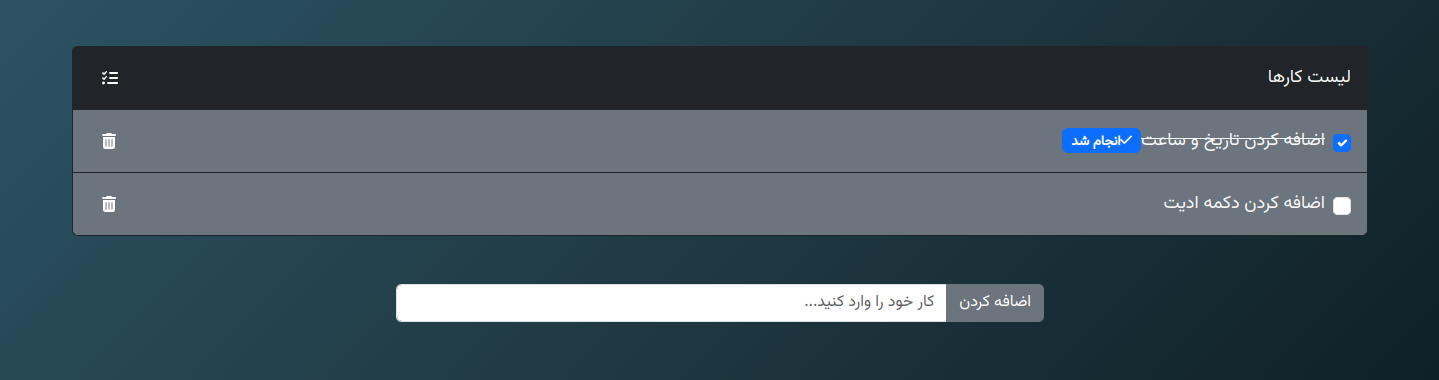 لیست کارها
اضافه کردن تاریخ و ساعت انجام شد
اضافه کردن دکمه ادیت
اضافه کردن کار خود را وارد کنید...